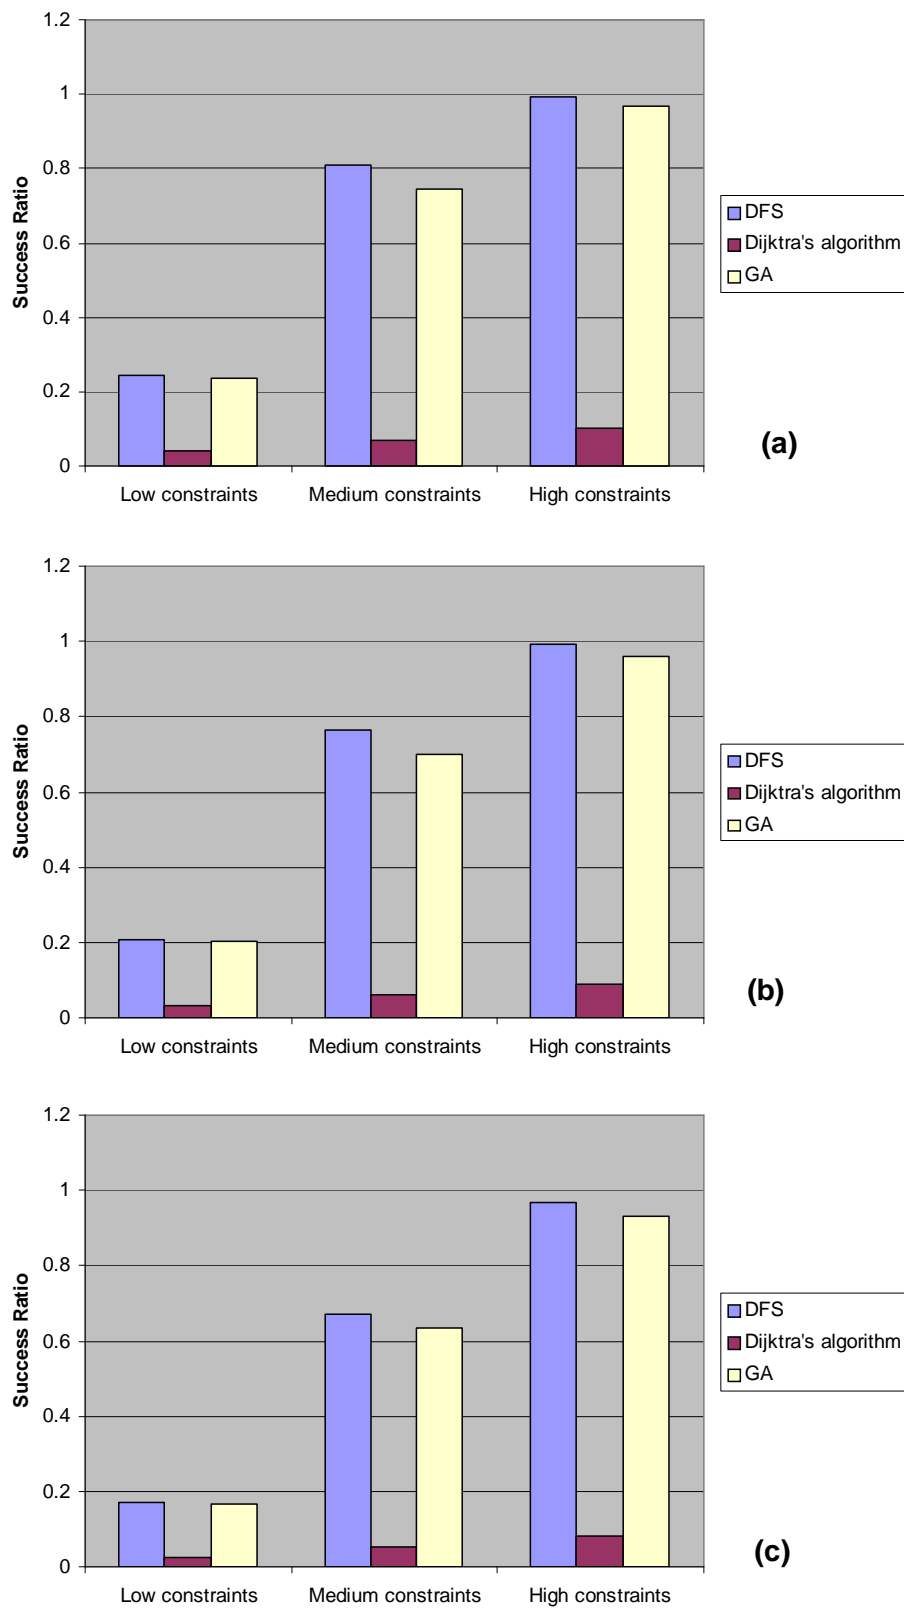 1.2
1
0.8
0.6
0.4
0.2
0
Success Ratio
Low constraints
Medium constraints
High constraints
DFS
Dijktra's algorithm
GA
(a)
1.2
1
0.8
0.6
0.4
0.2
0
Success Ratio
Low constraints
Medium constraints
High constraints
DFS
Dijktra's algorithm
GA
(b)
1.2
1
0.8
0.6
0.4
0.2
0
Success Ratio
Low constraints
Medium constraints
High constraints
DFS
Dijktra's algorithm
GA
(c)